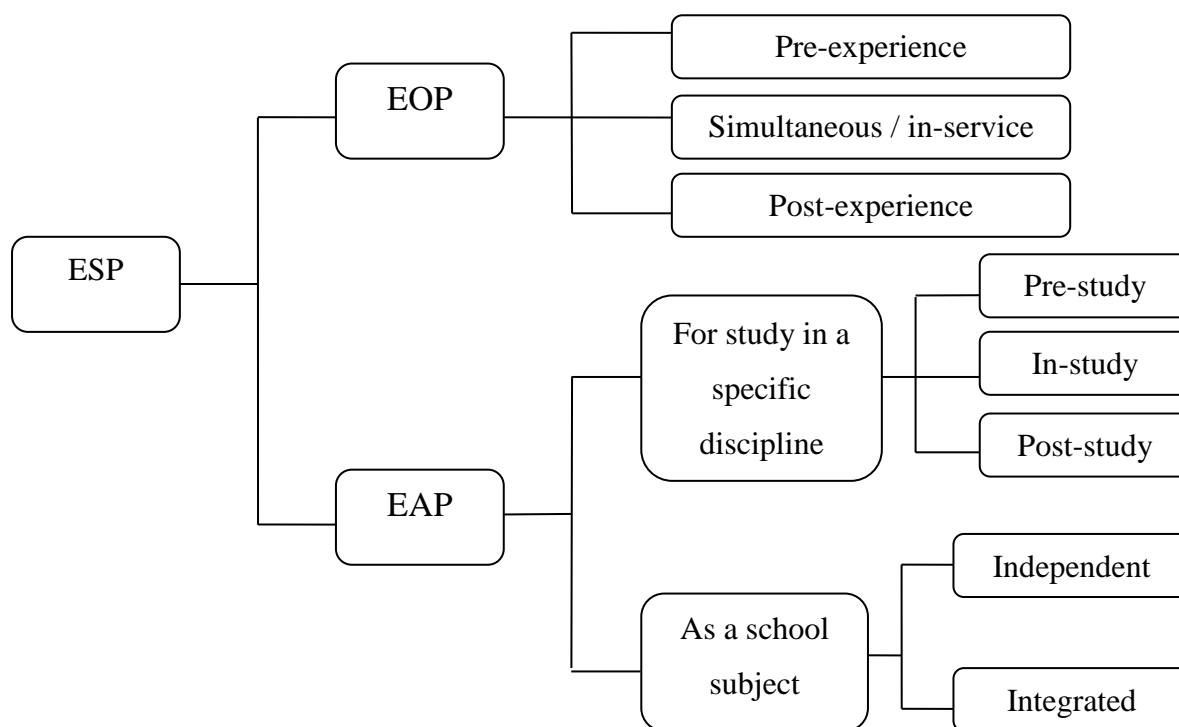 Pre-experience
EOP
Simultaneous / in-service
Post-experience
ESP
For study in a
specific
discipline
Pre-study
In-study
Post-study
EAP
As a school
subject
Independent
Integrated